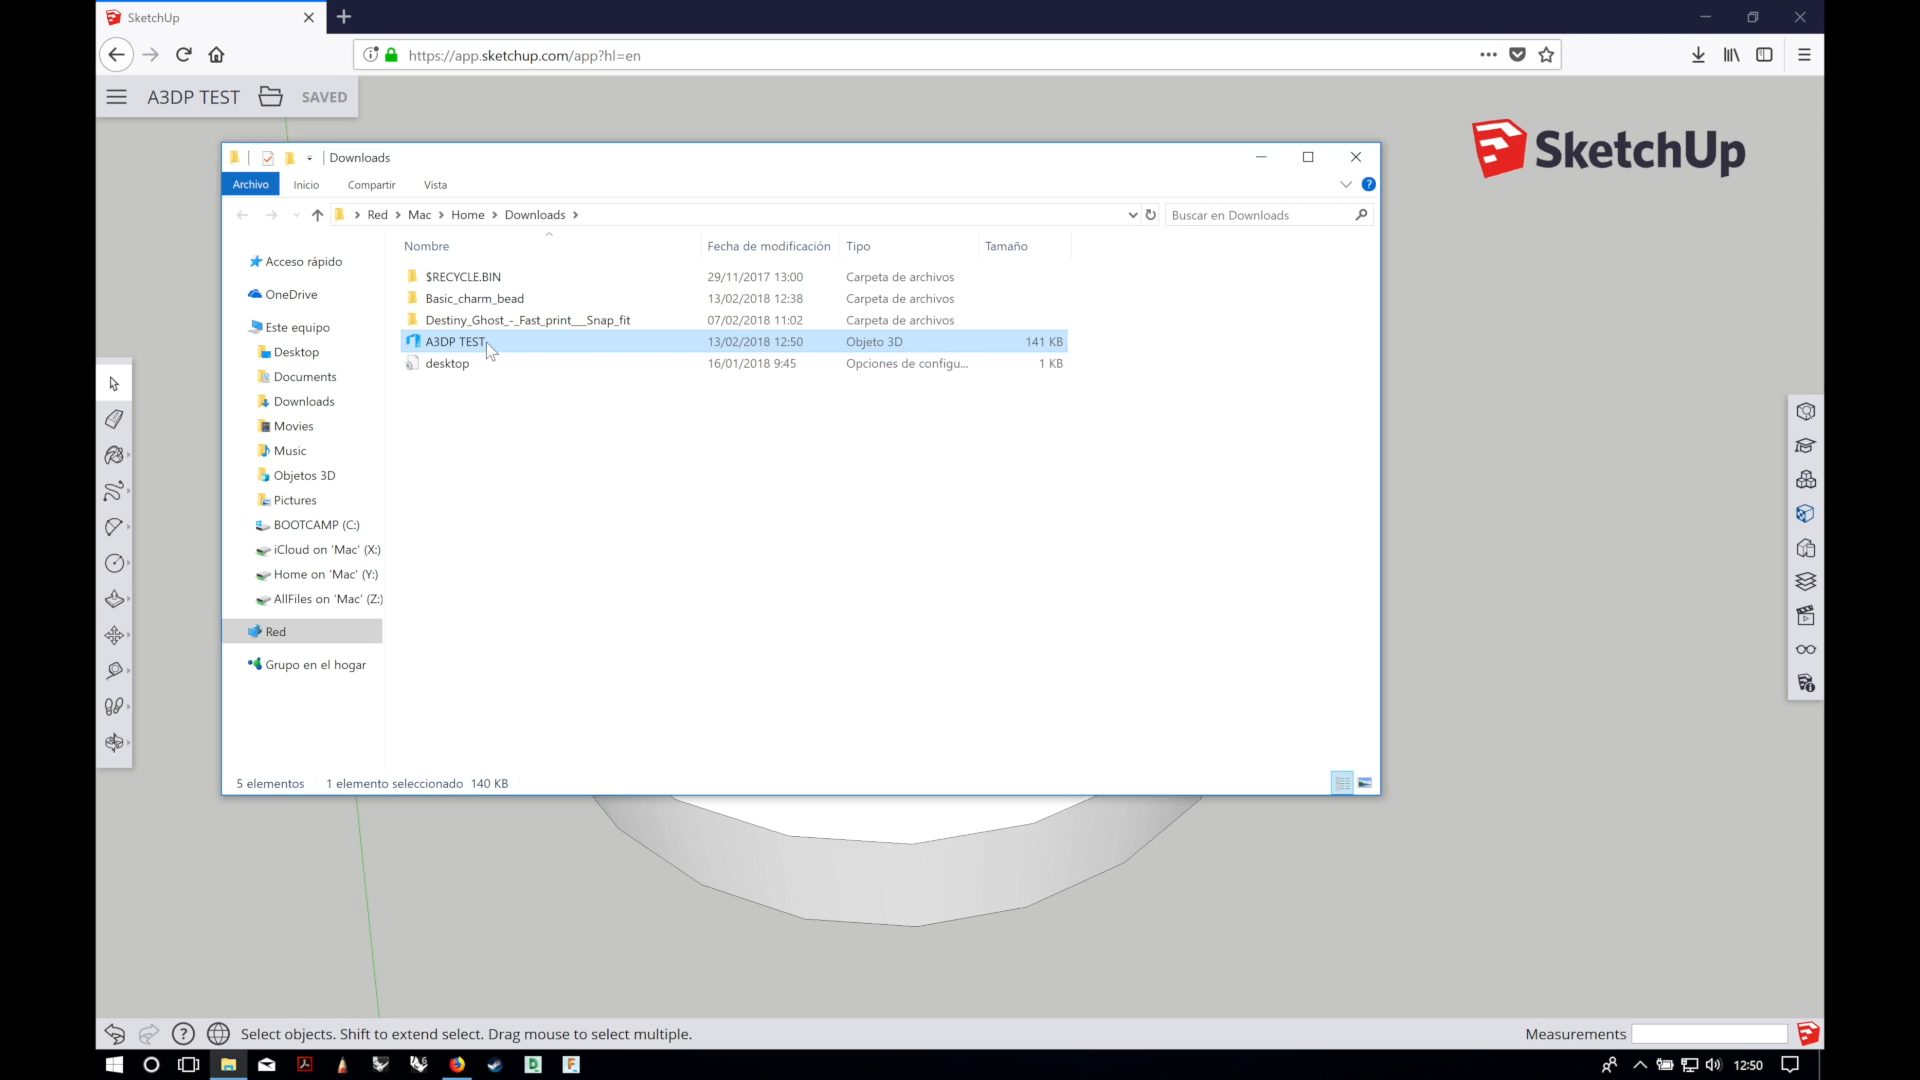 SketchUp
https://app.sketchup.com/app?hl=en
A3DP TEST SAVED
SketchUp
Downloads
Archivo Inicio Compartir Vista
Red Mac Home Downloads
Buscar en Downloads
Nombre Fecha de modificación Tipo Tamaño
$RECYCLE.BIN 29/11/2017 13:00 Carpeta de archivos
Basic_charm_bead 13/02/2018 12:38 Carpeta de archivos
Destiny_Ghost_-_Fast_print___Snap_fit 07/02/2018 11:02 Carpeta de archivos
A3DP TEST 13/02/2018 12:50 Objeto 3D 141 KB
desktop 16/01/2018 9:45 Opciones de configu... 1 KB
Acceso rápido
OneDrive
Este equipo
Desktop
Documents
Downloads
Movies
Music
Objetos 3D
Pictures
BOOTCAMP (C:)
iCloud on 'Mac' (X:)
Home on 'Mac' (Y:)
AllFiles on 'Mac' (Z:)
Red
Grupo en el hogar
5 elementos 1 elemento seleccionado 140 KB
Select objects. Shift to extend select. Drag mouse to select multiple.
Measurements
12:50